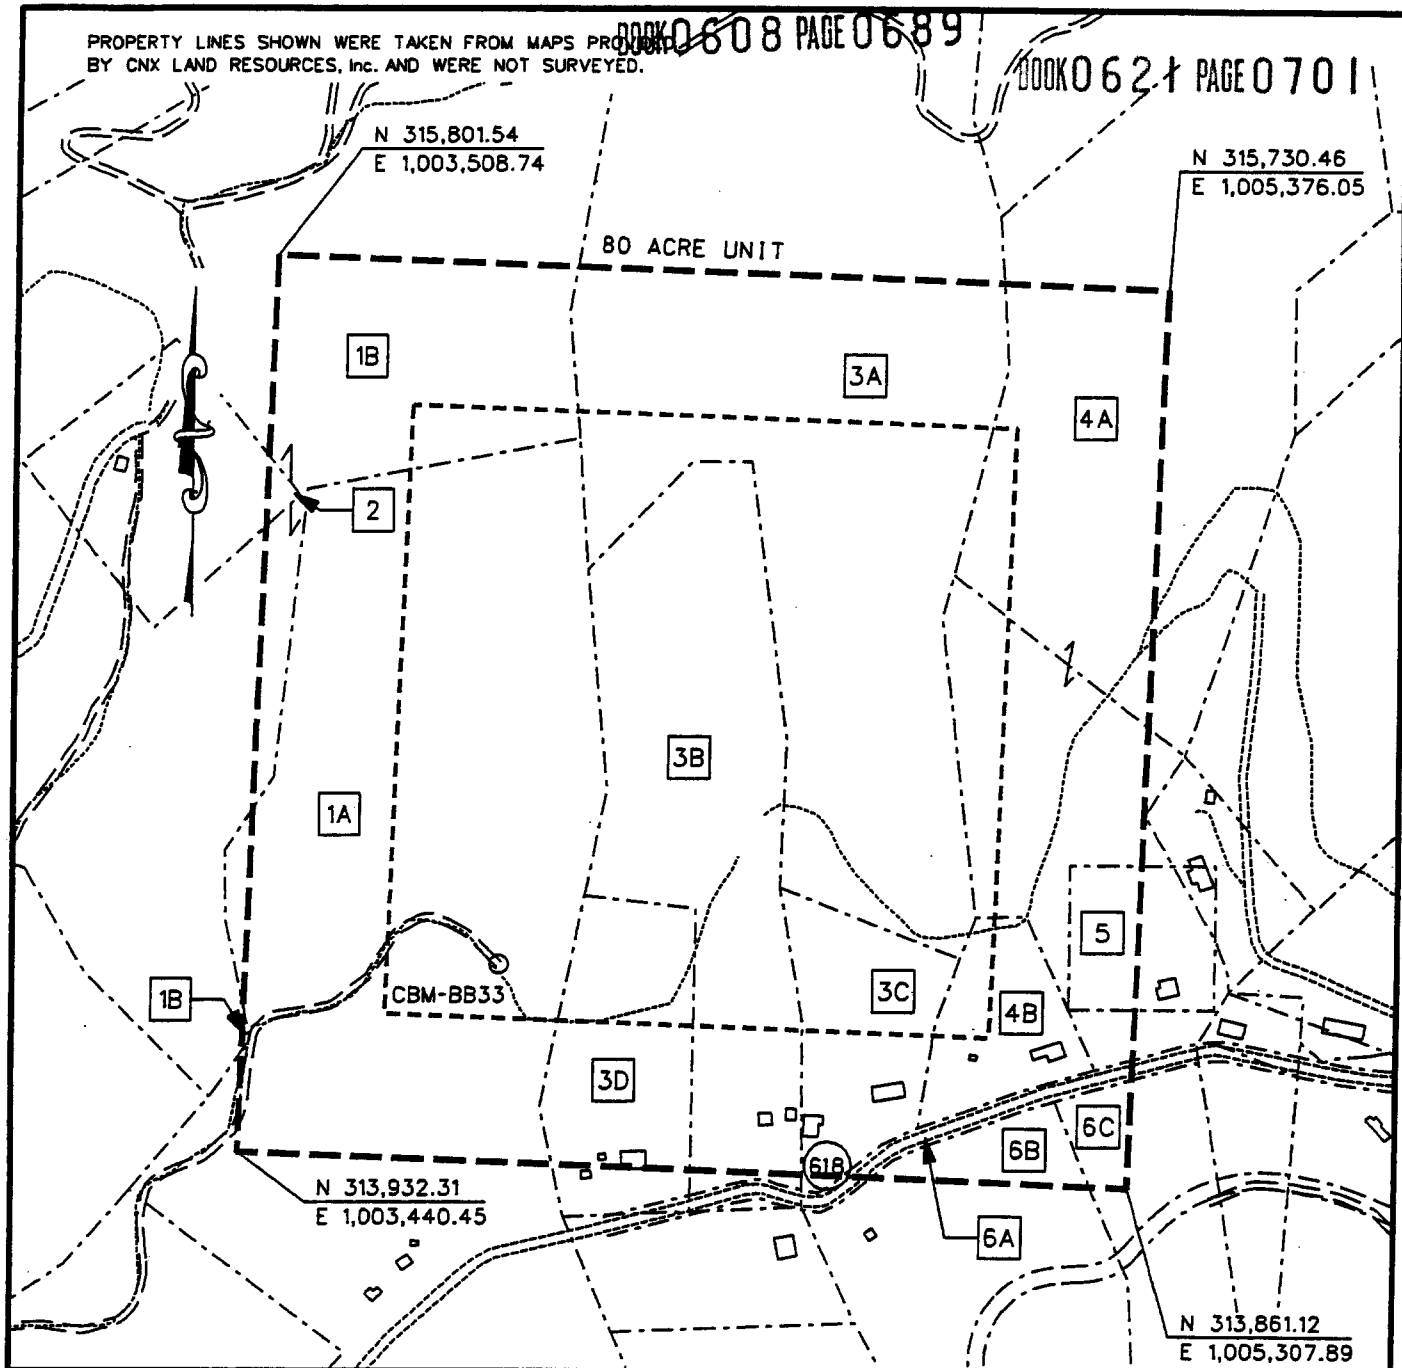 BOOK 0608 PAGE 0689
PROPERTY LINES SHOWN WERE TAKEN FROM MAPS
BY CNX LAND RESOURCES, Inc. AND WERE NOT SURVEYED.
BOOK 0621 PAGE 0701
N 315,801.54
E 1,003,508.74
N 315,730.46
E 1,005,376.05
80 ACRE UNIT
1B
3A
4A
2
3B
1A
5
1B
CBM-BB33
3C
4B
3D
6C
6B
618
N 313,932.31
E 1,003,440.45
6A
N 313,861.12
E 1,005,307.89